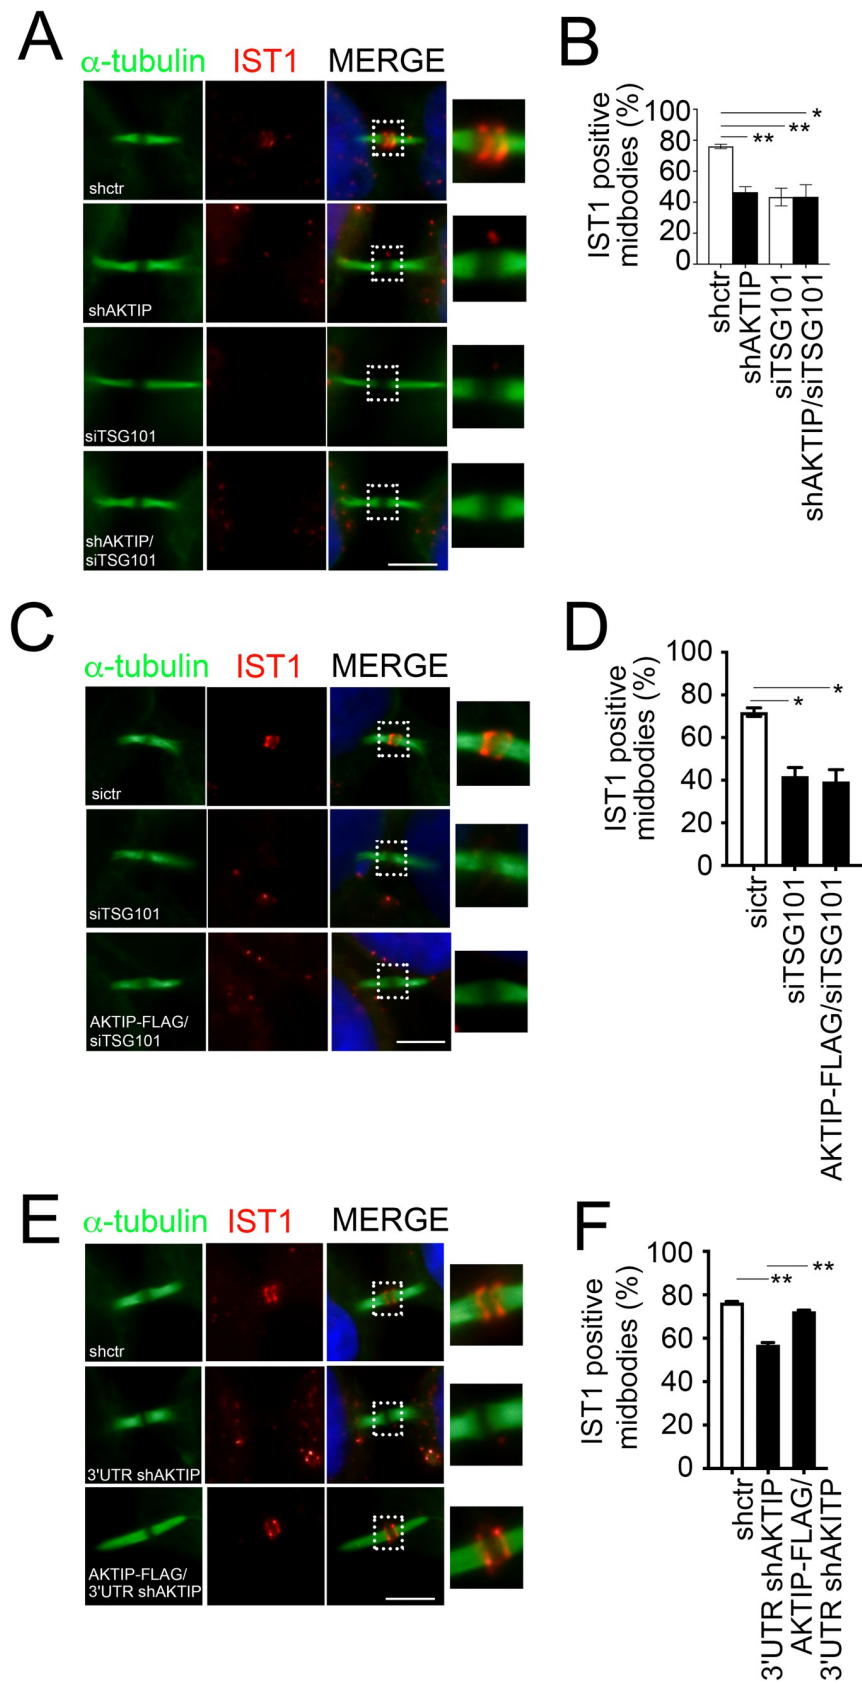 A
α-tubulin IST1 MERGE
shctr
shAKTIP
siTSG101
shAKTIP/
siTSG101
B
IST1 positive
midbodies (%)
100
80
60
40
20
0
*
**
**
shctr
shAKTIP
siTSG101
shAKTIP/siTSG101
C
α-tubulin IST1 MERGE
sictr
siTSG101
AKTIP-FLAG/
siTSG101
D
IST1 positive
midbodies (%)
100
80
60
40
20
0
*
*
sictr
siTSG101
AKTIP-FLAG/siTSG101
E
α-tubulin IST1 MERGE
shctr
3'UTR shAKTIP
AKTIP-FLAG/
3'UTR shAKTIP
F
IST1 positive
midbodies (%)
100
80
60
40
20
0
**
**
shctr
3'UTR shAKTIP
AKTIP-FLAG/
3'UTR shAKITP